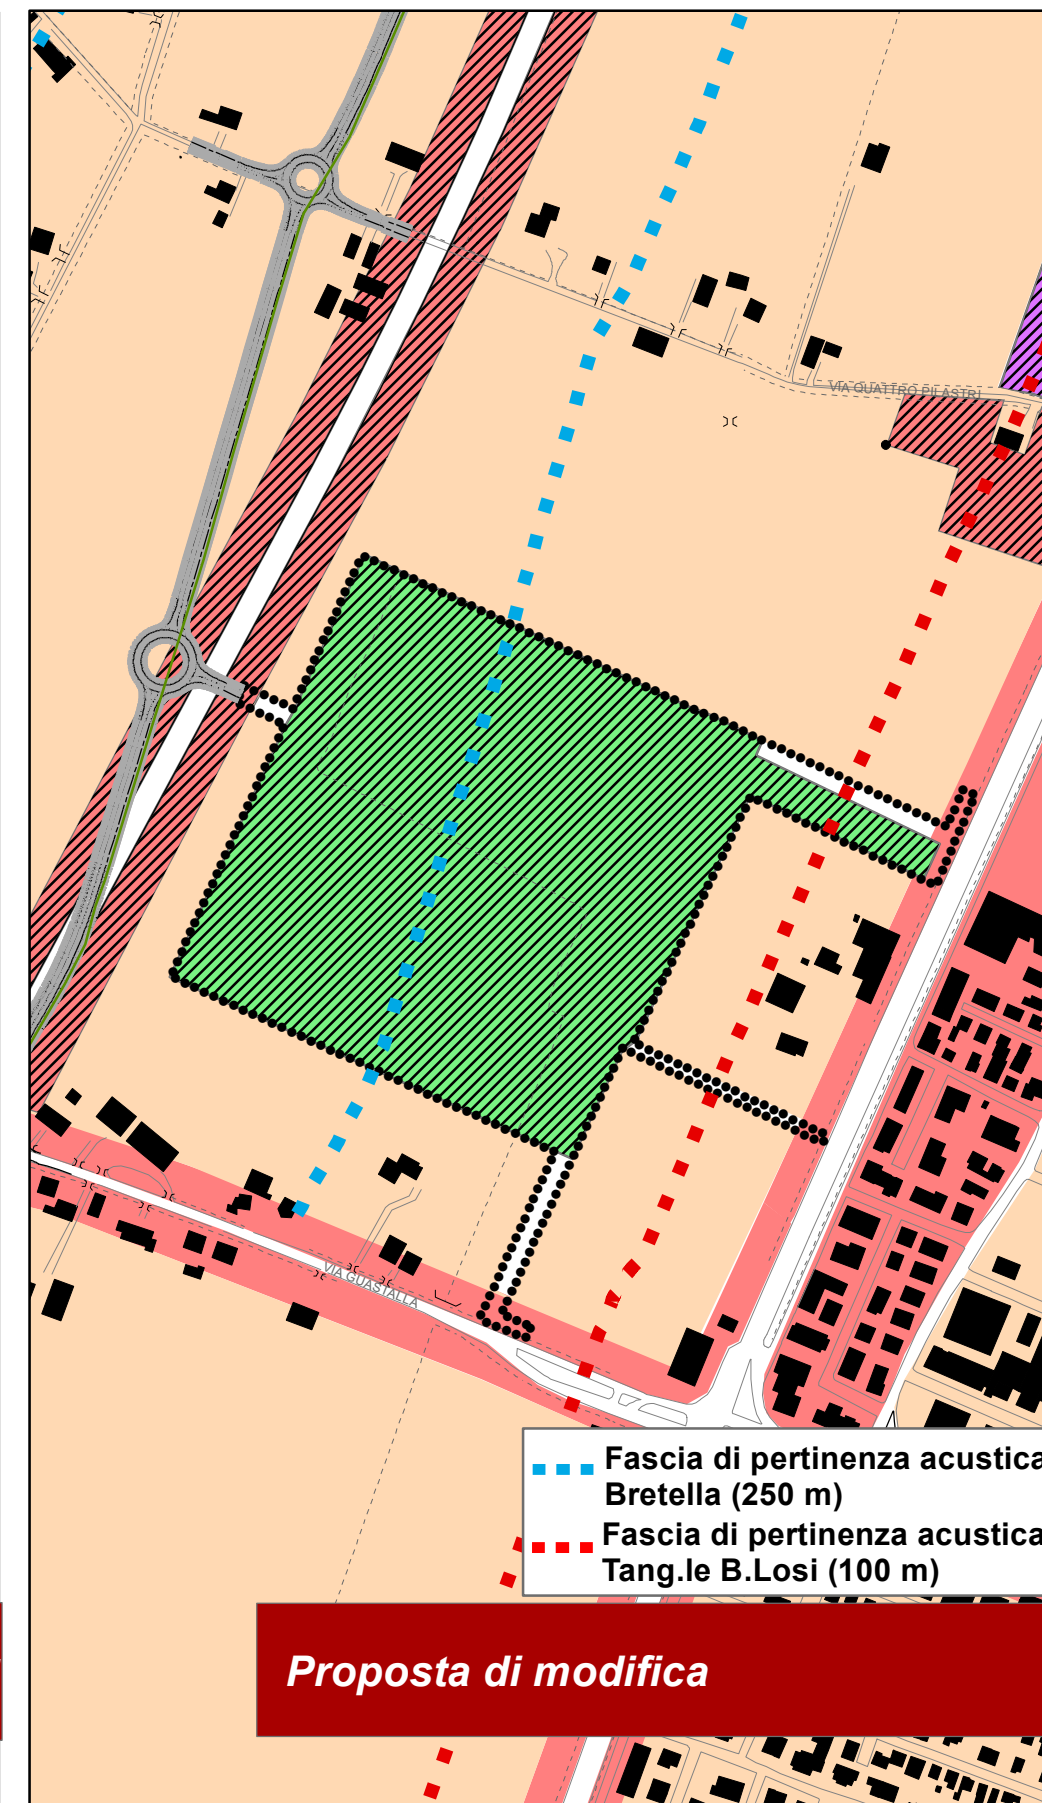 VIA QUATTRO PILASTRI
VIA GUASTALLA
Fascia di pertinenza acustica
Bretella (250 m)
Fascia di pertinenza acustica
Tang.le B.Losi (100 m)
Proposta di modifica